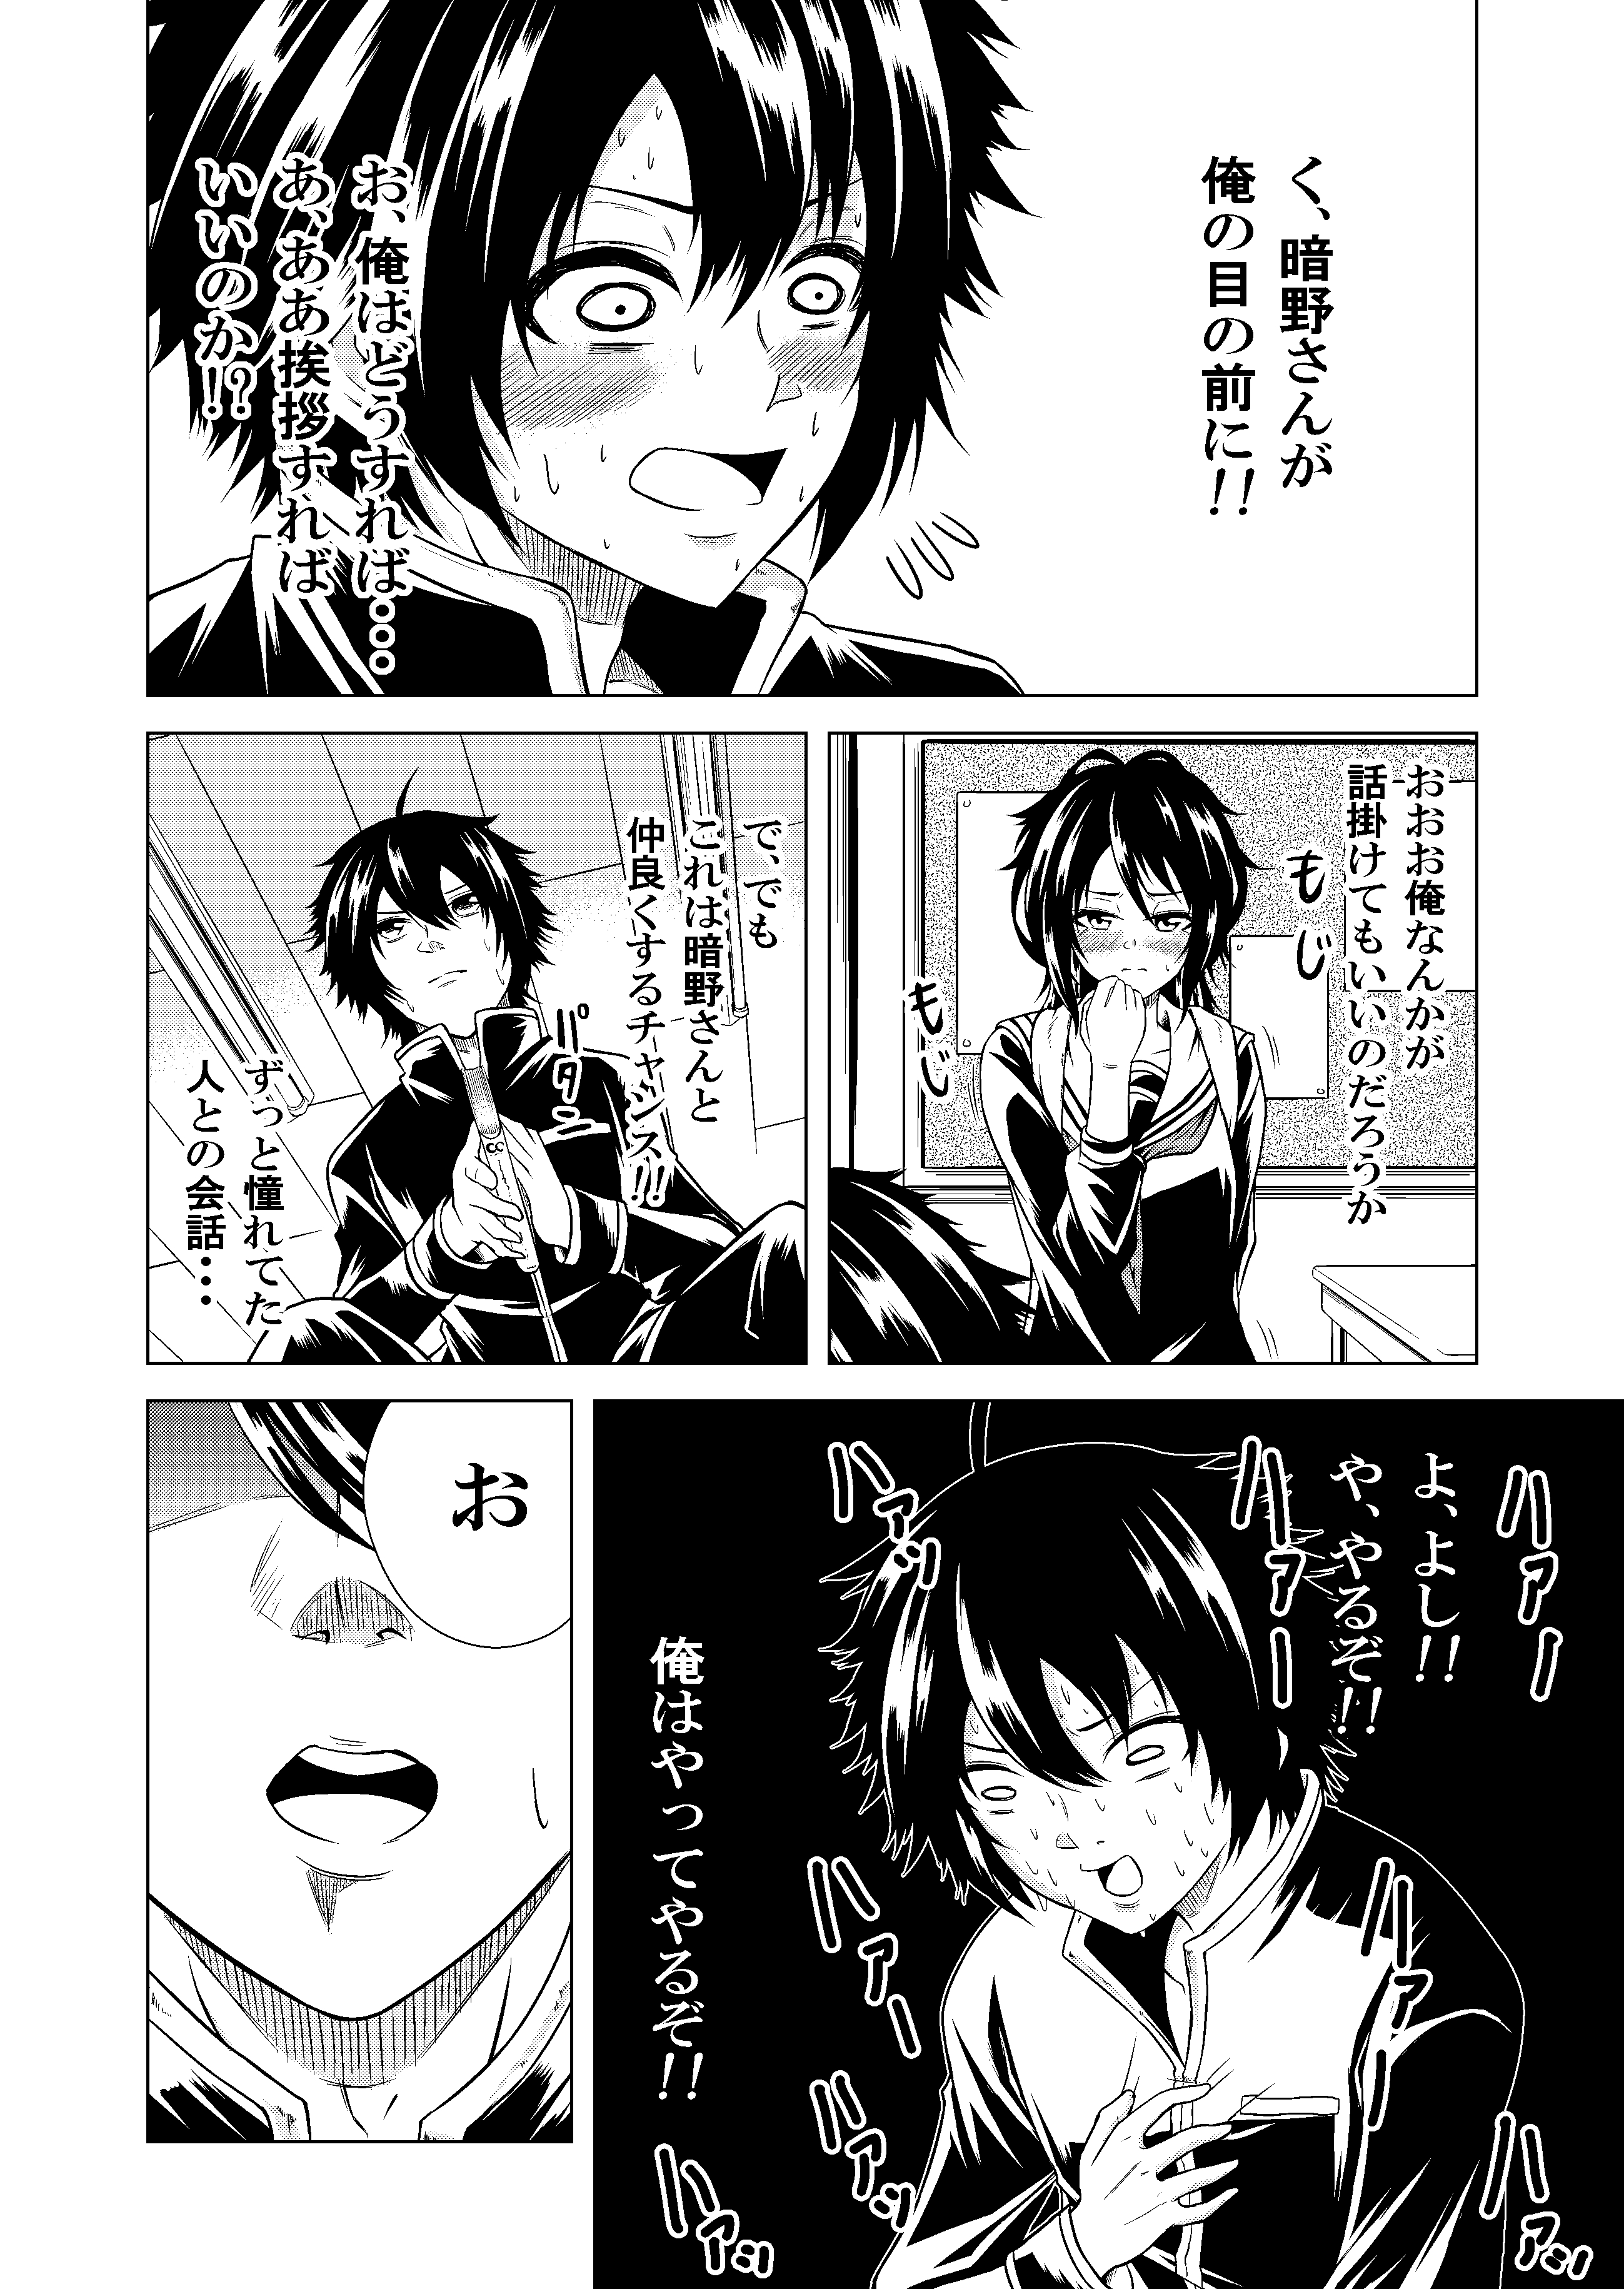 く、暗野さんが
俺の目の前に!!
お、俺はどうすれば・・・
あ、ああ挨拶すれば
いいのか!?
おおお俺なんかが
話掛けてもいいのだろうか
もじ
もじ
で、でも
これは暗野さんと
仲良くするチャンス!!
パタン
ずっと憧れてた
人との会話・・・
ハァー
よ、よし!!
や、やるぞ!!
ハァー
ハァッ
俺はやってやるぞ!!
ハァー
ハァー
ハァッ
ハァッ
ハァッ
お